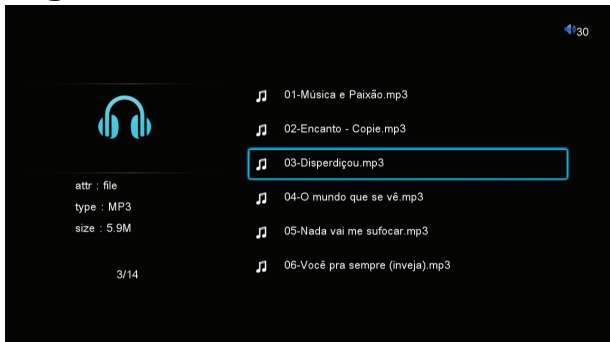 30
01-Música e Paixão.mp3
02-Encanto - Copie.mp3
03-Disperdiçou.mp3
04-O mundo que se vê.mp3
05-Nada vai me sufocar.mp3
06-Você pra sempre (inveja).mp3
attr : file
type : MP3
size : 5.9M
3/14